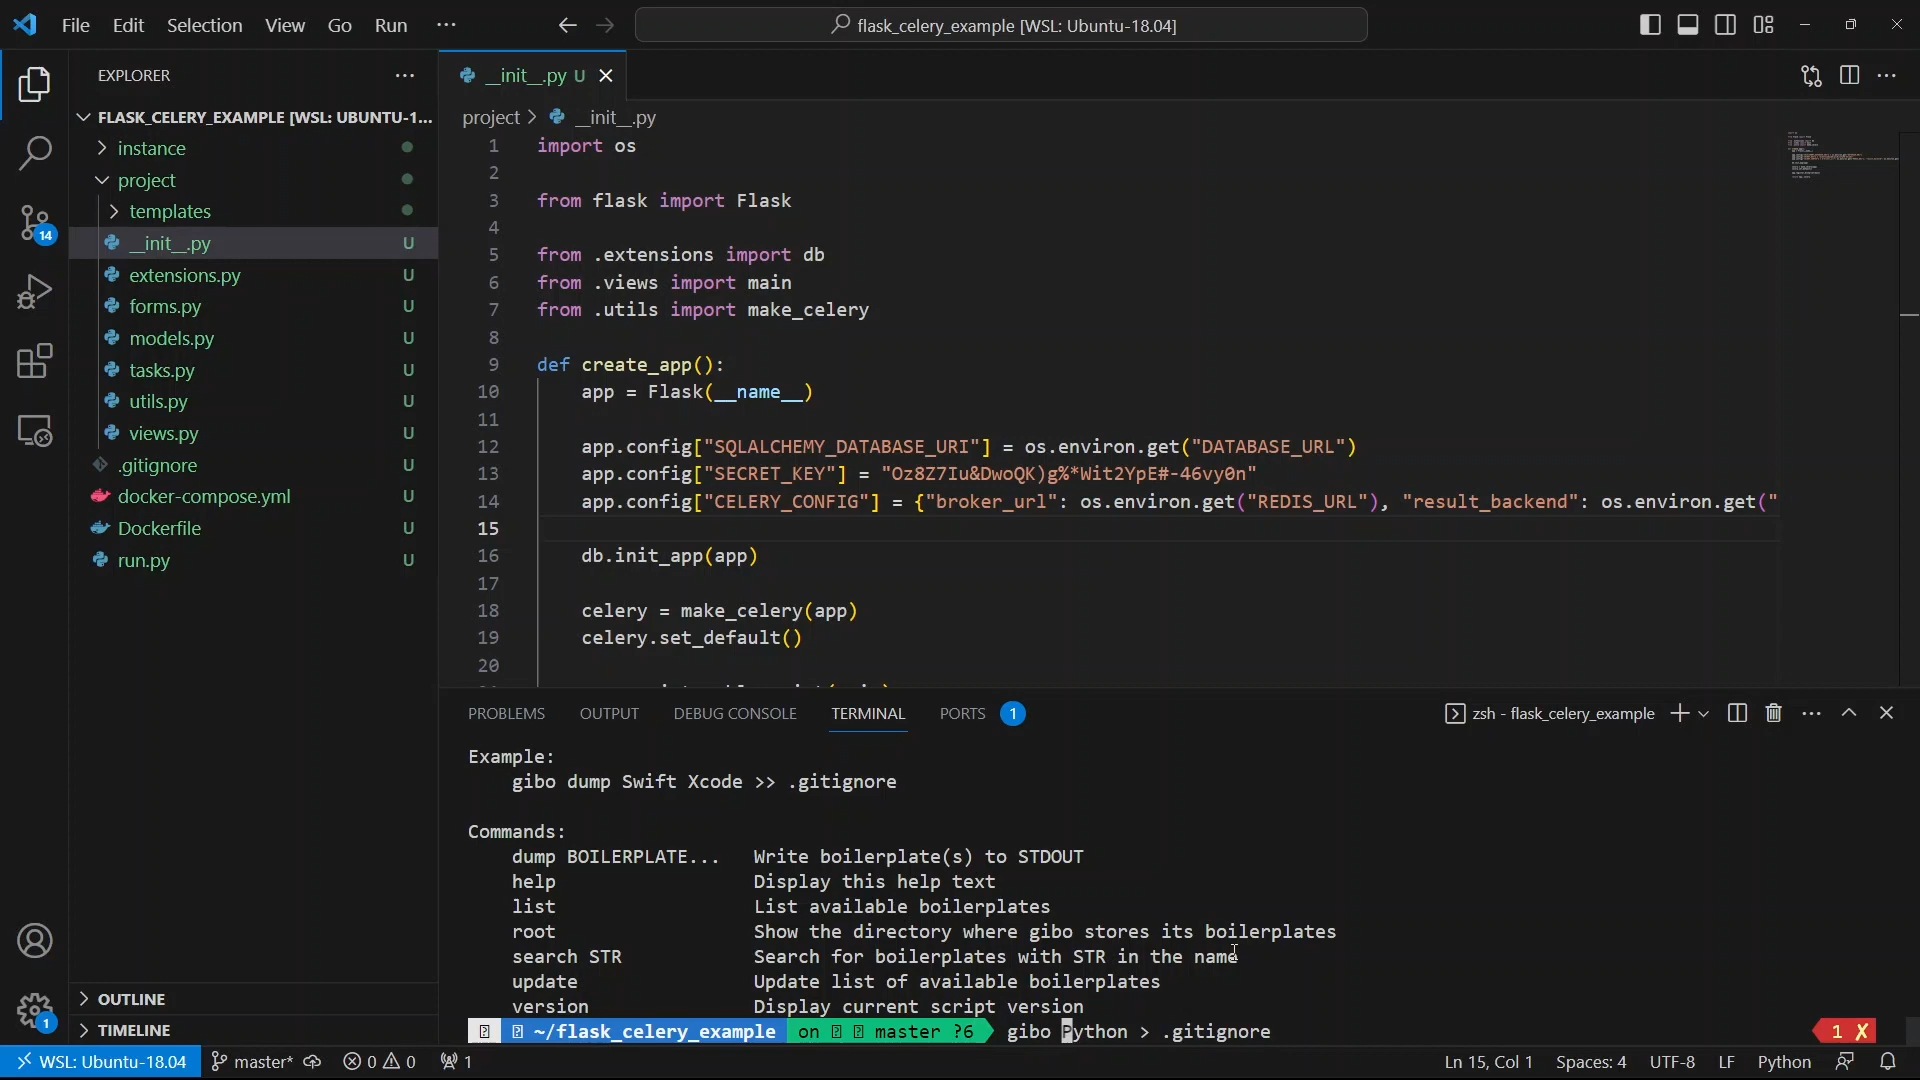 File Edit Selection View Go Run ···
flask_celery_example [WSL: Ubuntu-18.04]
EXPLORER
FLASK_CELERY_EXAMPLE [WSL: UBUNTU-1...
instance
project
templates
__init__.py U
extensions.py U
forms.py U
models.py U
tasks.py U
utils.py U
views.py U
.gitignore U
docker-compose.yml U
Dockerfile U
run.py U
14
1
OUTLINE
TIMELINE
__init__.py U
project > __init__.py
1 import os
2
3 from flask import Flask
4
5 from .extensions import db
6 from .views import main
7 from .utils import make_celery
8
9 def create_app():
10 app = Flask(__name__)
11
12 app.config["SQLALCHEMY_DATABASE_URI"] = os.environ.get("DATABASE_URL")
13 app.config["SECRET_KEY"] = "Oz8Z7Iu&DwoQK)g%*Wit2YpE#-46vy0n"
14 app.config["CELERY_CONFIG"] = {"broker_url": os.environ.get("REDIS_URL"), "result_backend": os.environ.get("
15
16 db.init_app(app)
17
18 celery = make_celery(app)
19 celery.set_default()
20
PROBLEMS OUTPUT DEBUG CONSOLE TERMINAL PORTS 1
zsh - flask_celery_example
Example:
gibo dump Swift Xcode >> .gitignore
Commands:
dump BOILERPLATE... Write boilerplate(s) to STDOUT
help Display this help text
list List available boilerplates
root Show the directory where gibo stores its boilerplates
search STR Search for boilerplates with STR in the name
update Update list of available boilerplates
version Display current script version
~/flask_celery_example on master ?6 gibo Python > .gitignore 1 ✗
WSL: Ubuntu-18.04 master* 0 0 1 Ln 15, Col 1 Spaces: 4 UTF-8 LF Python